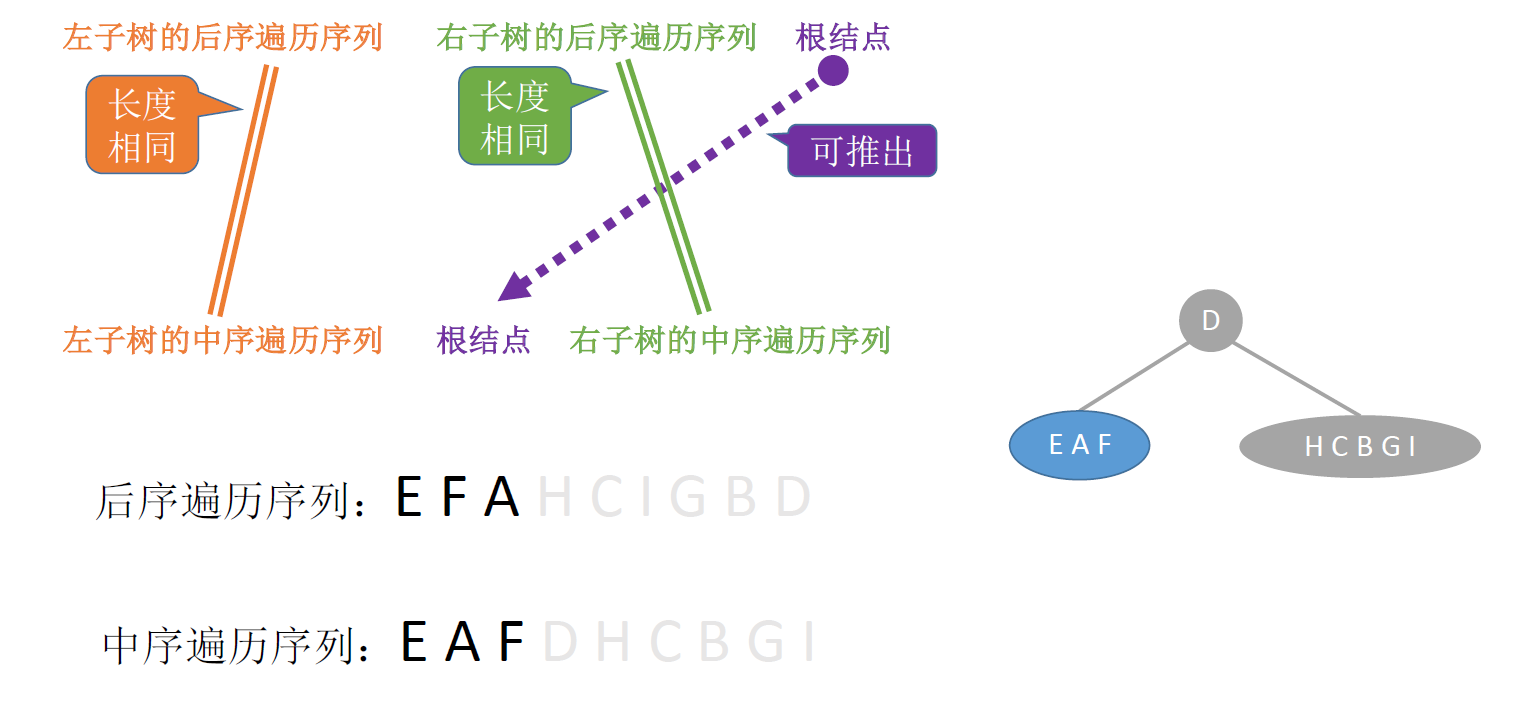 左子树的后序遍历序列 右子树的后序遍历序列 根结点
长度
相同
长度
相同
可推出
左子树的中序遍历序列 根结点 右子树的中序遍历序列
D
E A F
H C B G I
后序遍历序列：E F A H C I G B D
中序遍历序列：E A F D H C B G I